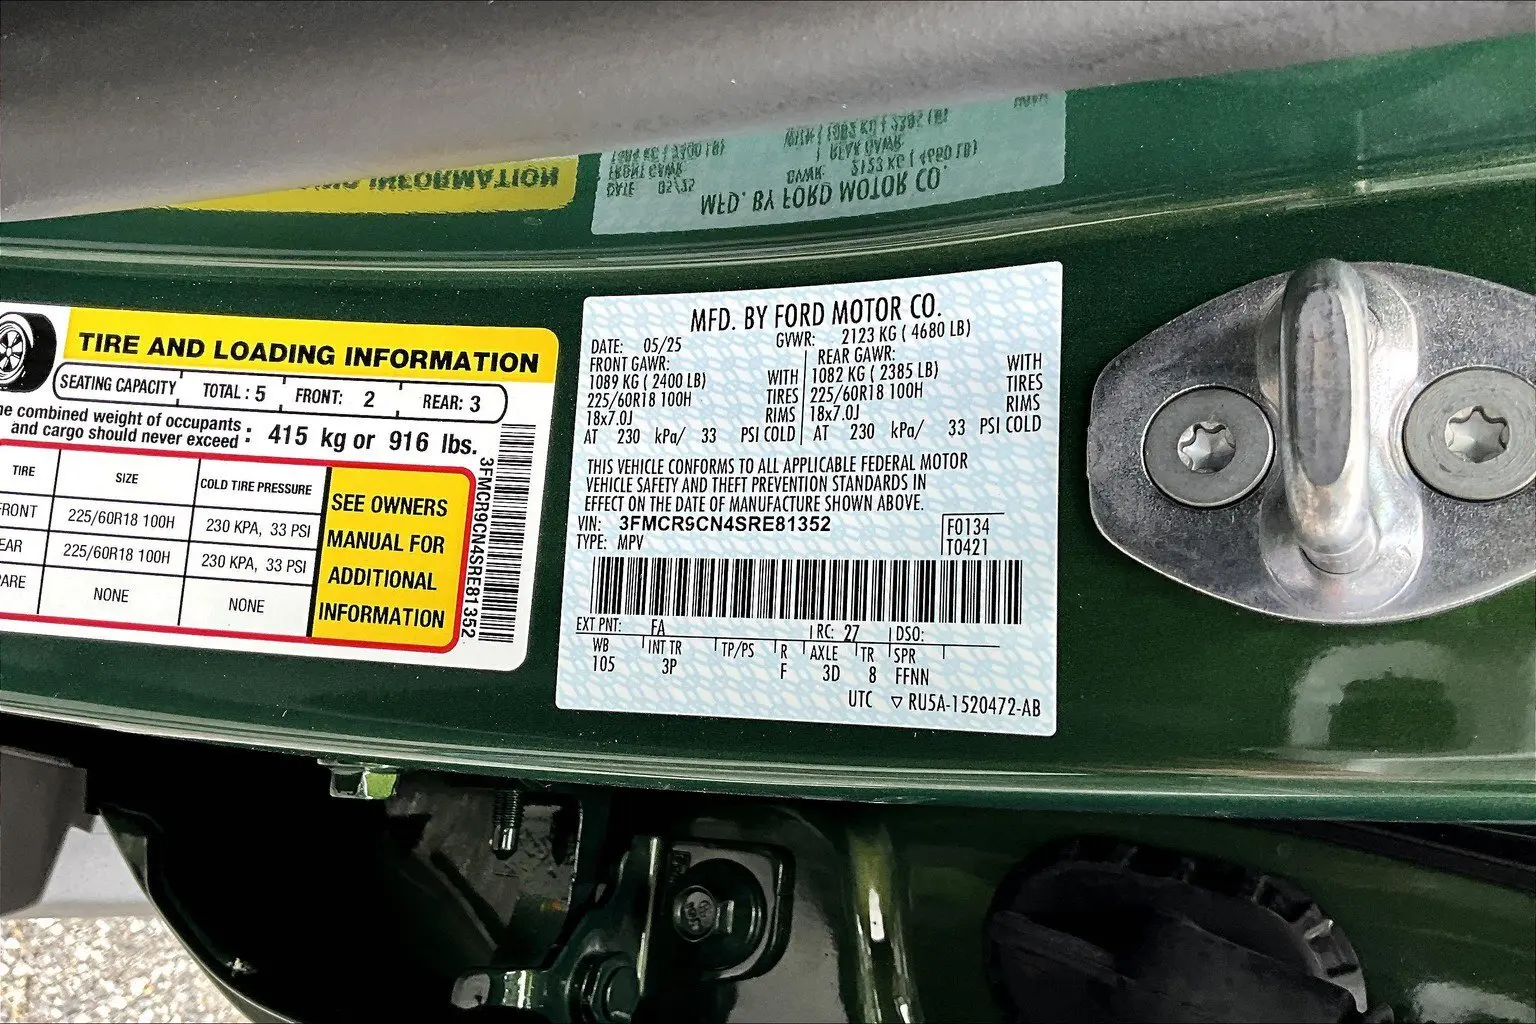 TIRE AND LOADING INFORMATION
SEATING CAPACITY TOTAL : 5 FRONT: 2 REAR: 3
combined weight of occupants
and cargo should never exceed : 415 kg or 916 lbs.
TIRE SIZE COLD TIRE PRESSURE
FRONT 225/60R18 100H 230 KPA, 33 PSI
225/60R18 100H 230 KPA, 33 PSI
NONE NONE
SEE OWNERS
MANUAL FOR
ADDITIONAL
INFORMATION
3FMCR9CN4SRE81352
MFD. BY FORD MOTOR CO.
DATE: 05/25 GVWR: 2123 KG ( 4680 LB)
FRONT GAWR: REAR GAWR:
1089 KG ( 2400 LB) WITH 1082 KG ( 2385 LB) WITH
225/60R18 100H TIRES 225/60R18 100H TIRES
18x7.0J RIMS 18x7.0J RIMS
AT 230 kPa/ 33 PSI COLD AT 230 kPa/ 33 PSI COLD
THIS VEHICLE CONFORMS TO ALL APPLICABLE FEDERAL MOTOR
VEHICLE SAFETY AND THEFT PREVENTION STANDARDS IN
EFFECT ON THE DATE OF MANUFACTURE SHOWN ABOVE.
VIN: 3FMCR9CN4SRE81352 F0134
TYPE: MPV T0421
EXT PNT: FA RC: 27 DSO:
WB INT TR TP/PS R AXLE TR SPR
105 3P F 3D 8 FFNN
UTC ▽ RU5A-1520472-AB